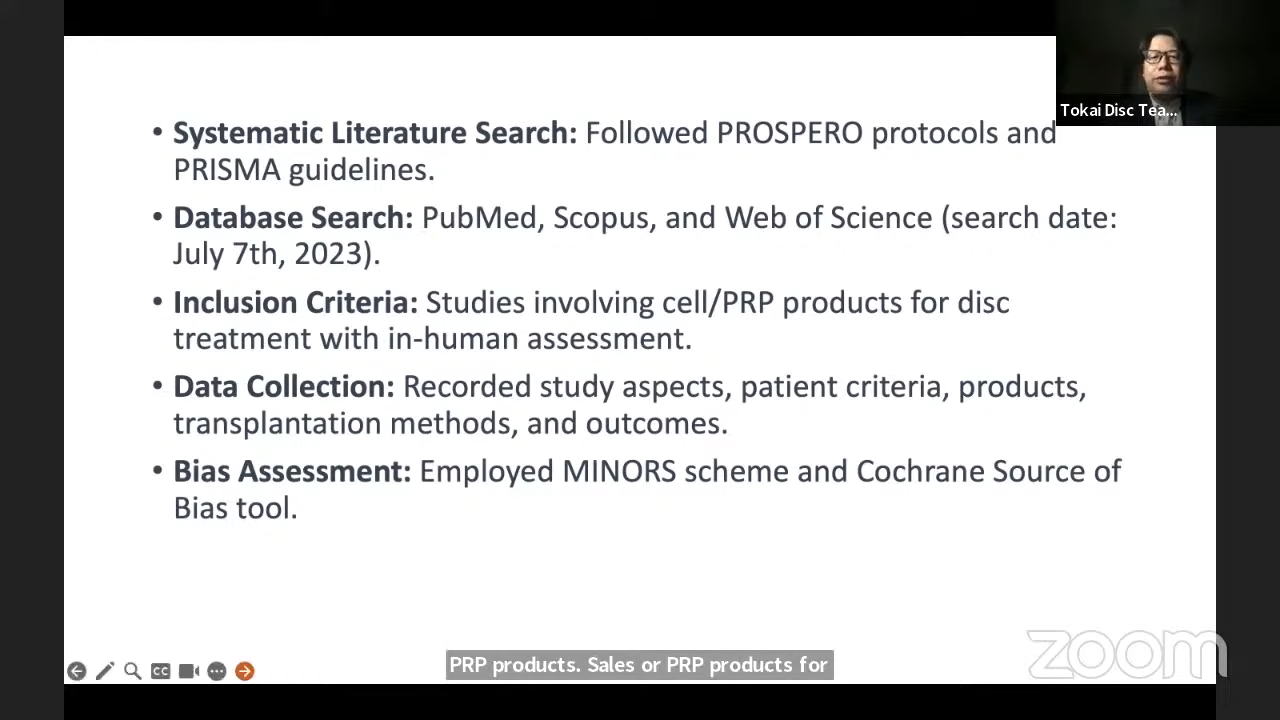 Tokai Disc Tea...
• Systematic Literature Search: Followed PROSPERO protocols and
PRISMA guidelines.
• Database Search: PubMed, Scopus, and Web of Science (search date:
July 7th, 2023).
• Inclusion Criteria: Studies involving cell/PRP products for disc
treatment with in-human assessment.
• Data Collection: Recorded study aspects, patient criteria, products,
transplantation methods, and outcomes.
• Bias Assessment: Employed MINORS scheme and Cochrane Source of
Bias tool.
CC
PRP products. Sales or PRP products for
zoom